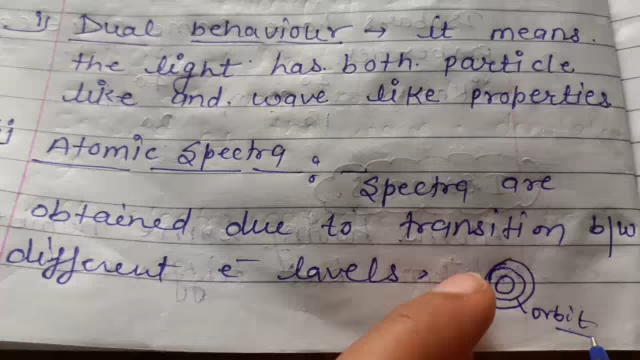 i) Dual behaviour → it means
the light has both particle
like and wave like properties
Atomic Spectra : Spectra are
obtained due to transition b/w
different e⁻ lavels,
orbit